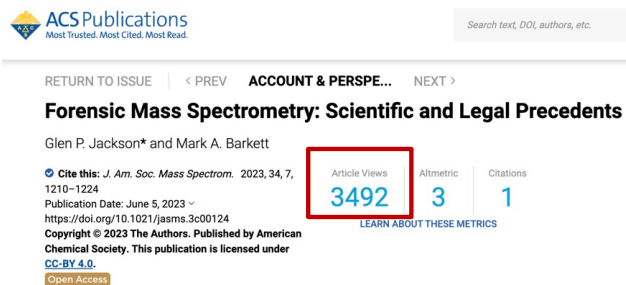 ACS Publications
Most Trusted. Most Cited. Most Read.
Search text, DOI, authors, etc.
RETURN TO ISSUE < PREV ACCOUNT & PERSPE... NEXT >
Forensic Mass Spectrometry: Scientific and Legal Precedents
Glen P. Jackson* and Mark A. Barkett
Cite this: J. Am. Soc. Mass Spectrom. 2023, 34, 7,
1210–1224
Publication Date: June 5, 2023
https://doi.org/10.1021/jasms.3c00124
Copyright © 2023 The Authors. Published by American
Chemical Society. This publication is licensed under
CC-BY 4.0.
Open Access
Article Views Altmetric Citations
3492 3 1
LEARN ABOUT THESE METRICS